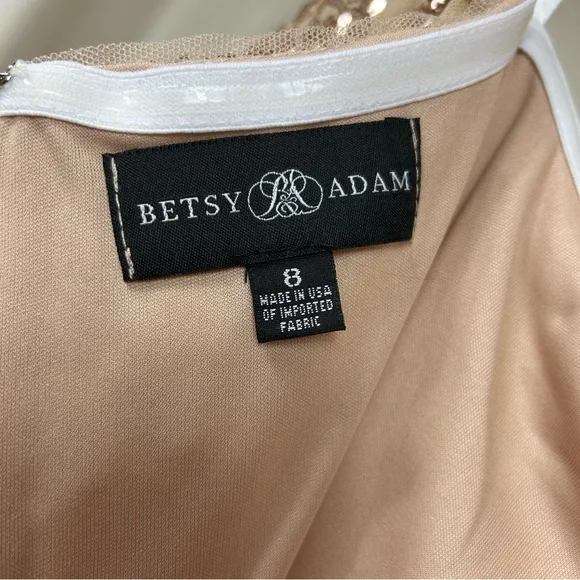 BETSY ADAM
8
MADE IN USA
OF IMPORTED
FABRIC